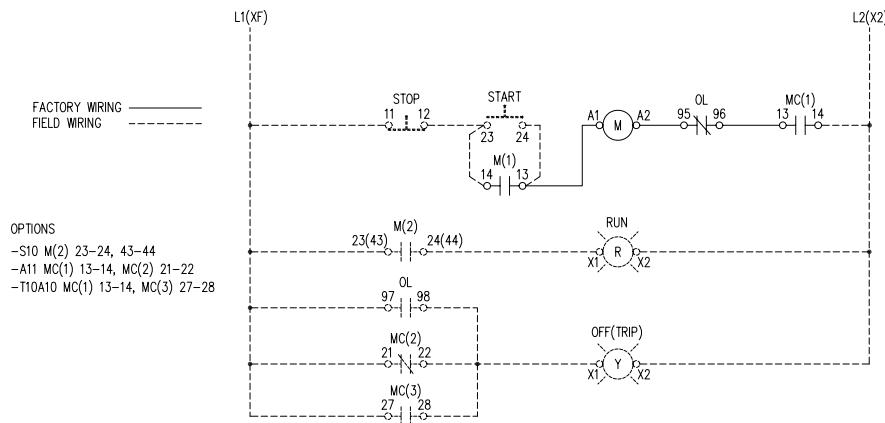 L1(XF) L2(X2)
FACTORY WIRING
FIELD WIRING
STOP START OL MC(1)
11 12 23 24 A1 M A2 95 96 13 14
M(1)
14 13
OPTIONS
-S10 M(2) 23-24, 43-44
-A11 MC(1) 13-14, MC(2) 21-22
-T10A10 MC(1) 13-14, MC(3) 27-28
M(2) RUN
23(43) 24(44) X1 R X2
OL
97 98
MC(2) OFF(TRIP)
21 22 X1 Y X2
MC(3)
27 28